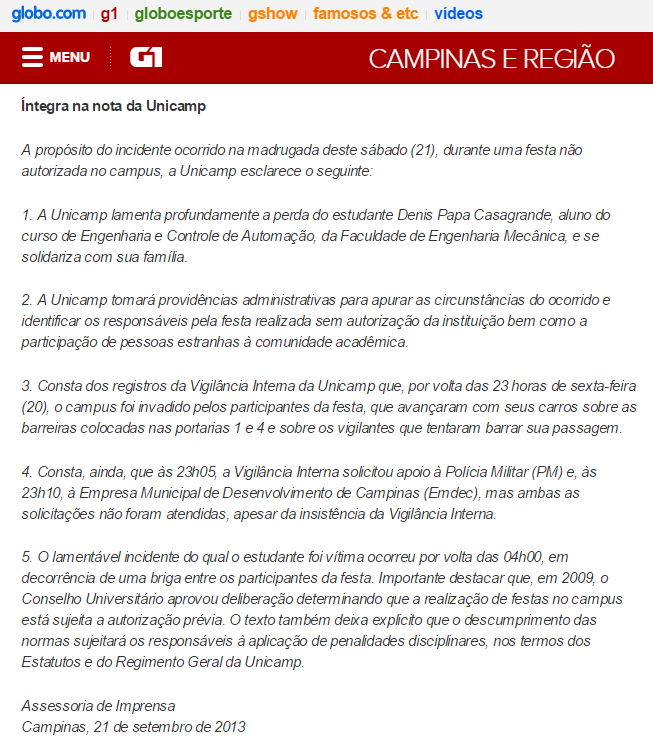 globo.com g1 globoesporte gshow famosos & etc vídeos
MENU G1 CAMPINAS E REGIÃO
Íntegra na nota da Unicamp
A propósito do incidente ocorrido na madrugada deste sábado (21), durante uma festa não
autorizada no campus, a Unicamp esclarece o seguinte:
1. A Unicamp lamenta profundamente a perda do estudante Denis Papa Casagrande, aluno do
curso de Engenharia e Controle de Automação, da Faculdade de Engenharia Mecânica, e se
solidariza com sua família.
2. A Unicamp tomará providências administrativas para apurar as circunstâncias do ocorrido e
identificar os responsáveis pela festa realizada sem autorização da instituição bem como a
participação de pessoas estranhas à comunidade acadêmica.
3. Consta dos registros da Vigilância Interna da Unicamp que, por volta das 23 horas de sexta-feira
(20), o campus foi invadido pelos participantes da festa, que avançaram com seus carros sobre as
barreiras colocadas nas portarias 1 e 4 e sobre os vigilantes que tentaram barrar sua passagem.
4. Consta, ainda, que às 23h05, a Vigilância Interna solicitou apoio à Polícia Militar (PM) e, às
23h10, à Empresa Municipal de Desenvolvimento de Campinas (Emdec), mas ambas as
solicitações não foram atendidas, apesar da insistência da Vigilância Interna.
5. O lamentável incidente do qual o estudante foi vítima ocorreu por volta das 04h00, em
decorrência de uma briga entre os participantes da festa. Importante destacar que, em 2009, o
Conselho Universitário aprovou deliberação determinando que a realização de festas no campus
está sujeita a autorização prévia. O texto também deixa explicito que o descumprimento das
normas sujeitará os responsáveis à aplicação de penalidades disciplinares, nos termos dos
Estatutos e do Regimento Geral da Unicamp.
Assessoria de Imprensa
Campinas, 21 de setembro de 2013